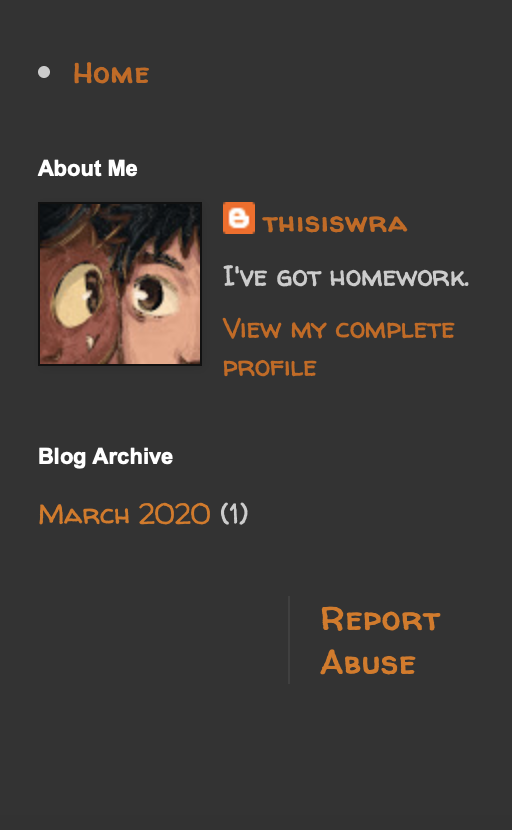 Home
About Me
thisiswra
I've got homework.
View my complete
profile
Blog Archive
March 2020 (1)
Report
Abuse